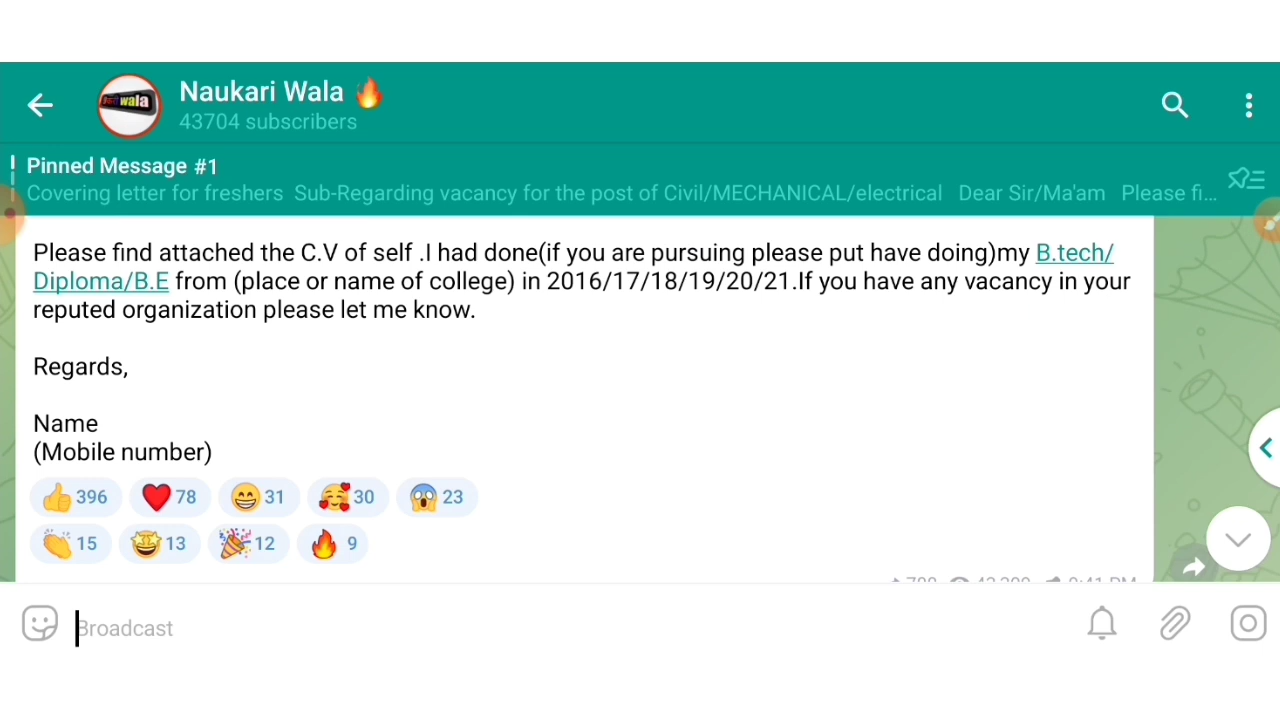 Naukari Wala 🔥
43704 subscribers
Pinned Message #1
Covering letter for freshers Sub-Regarding vacancy for the post of Civil/MECHANICAL/electrical Dear Sir/Ma'am Please fi...
Please find attached the C.V of self .I had done(if you are pursuing please put have doing)my B.tech/
Diploma/B.E from (place or name of college) in 2016/17/18/19/20/21.If you have any vacancy in your
reputed organization please let me know.
Regards,
Name
(Mobile number)
👍 396 ❤️ 78 😁 31 🥰 30 😱 23
👏 15 🤩 13 🎉 12 🔥 9
Broadcast